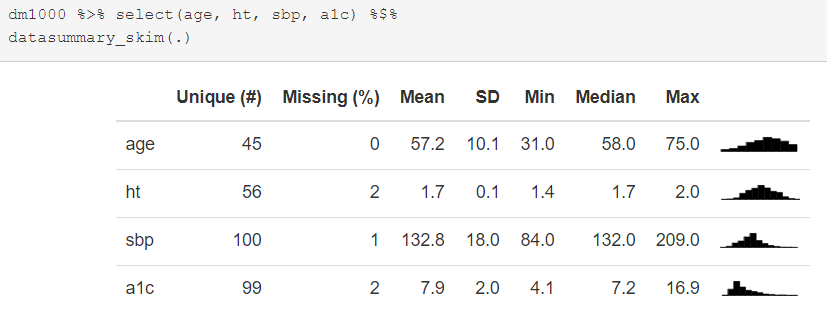 dm1000 %>% select(age, ht, sbp, a1c) %$%
datasummary_skim(.)
Unique (#) Missing (%) Mean SD Min Median Max
age 45 0 57.2 10.1 31.0 58.0 75.0
ht 56 2 1.7 0.1 1.4 1.7 2.0
sbp 100 1 132.8 18.0 84.0 132.0 209.0
a1c 99 2 7.9 2.0 4.1 7.2 16.9